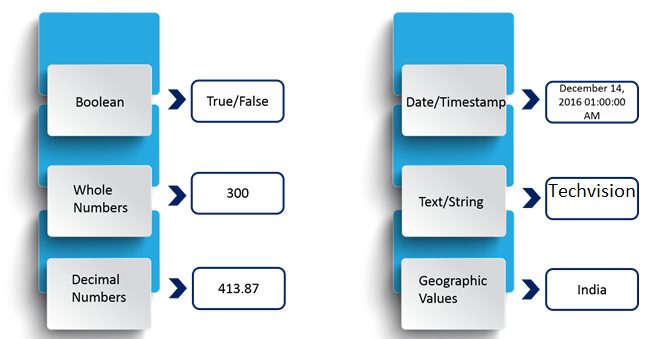 Boolean
True/False
Whole
Numbers
300
Decimal
Numbers
413.87
Date/Timestamp
December 14,
2016 01:00:00
AM
Text/String
Techvision
Geographic
Values
India